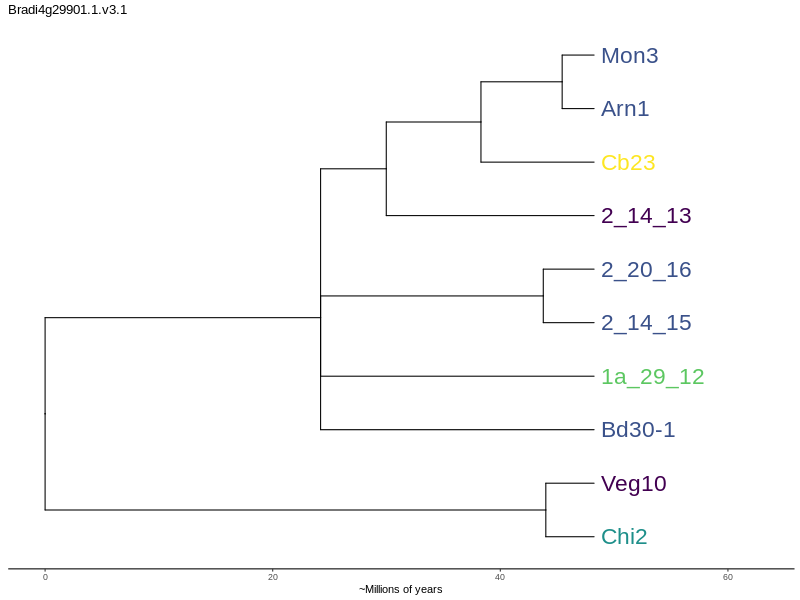 Bradi4g29901.1.v3.1
Mon3
Arn1
Cb23
2_14_13
2_20_16
2_14_15
1a_29_12
Bd30-1
Veg10
Chi2
0 20 40 60
~Millions of years